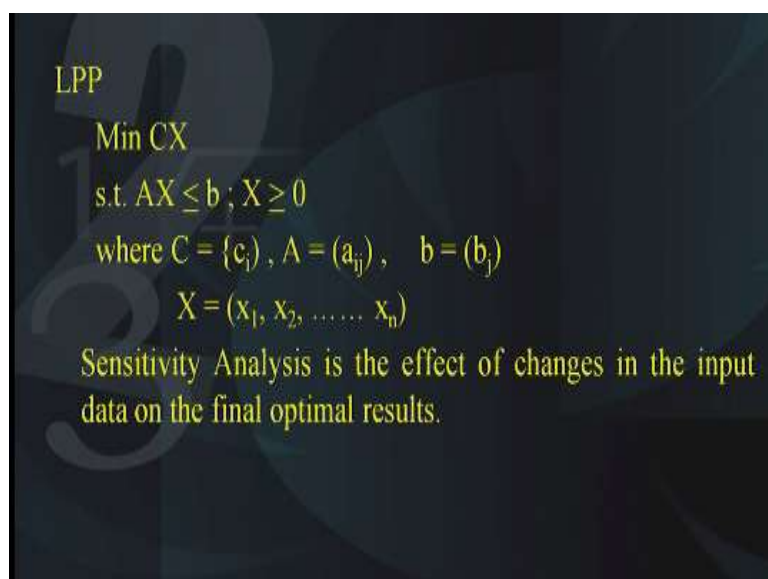 LPP
Min CX
s.t. AX ≤ b ; X ≥ 0
where C = {cᵢ) , A = (aᵢⱼ) , b = (bⱼ)
X = (x₁, x₂, …… xₙ)
Sensitivity Analysis is the effect of changes in the input
data on the final optimal results.